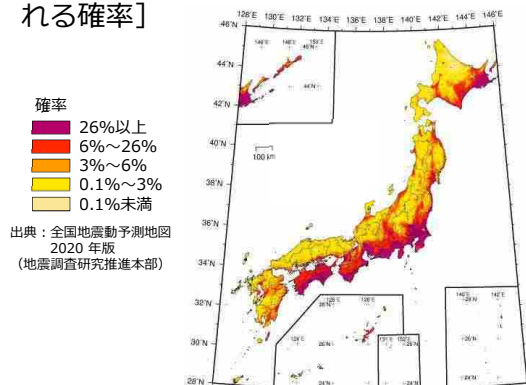 れる確率]
128˚E 130˚E 132˚E 134˚E 136˚E 138˚E 140˚E 142˚E 144˚E 146˚E
46˚N
44˚N
42˚N
40˚N
38˚N
36˚N
34˚N
32˚N
30˚N
28˚N
100 km
確率
26%以上
6%～26%
3%～6%
0.1%～3%
0.1%未満
出典：全国地震動予測地図
2020 年版
（地震調査研究推進本部）